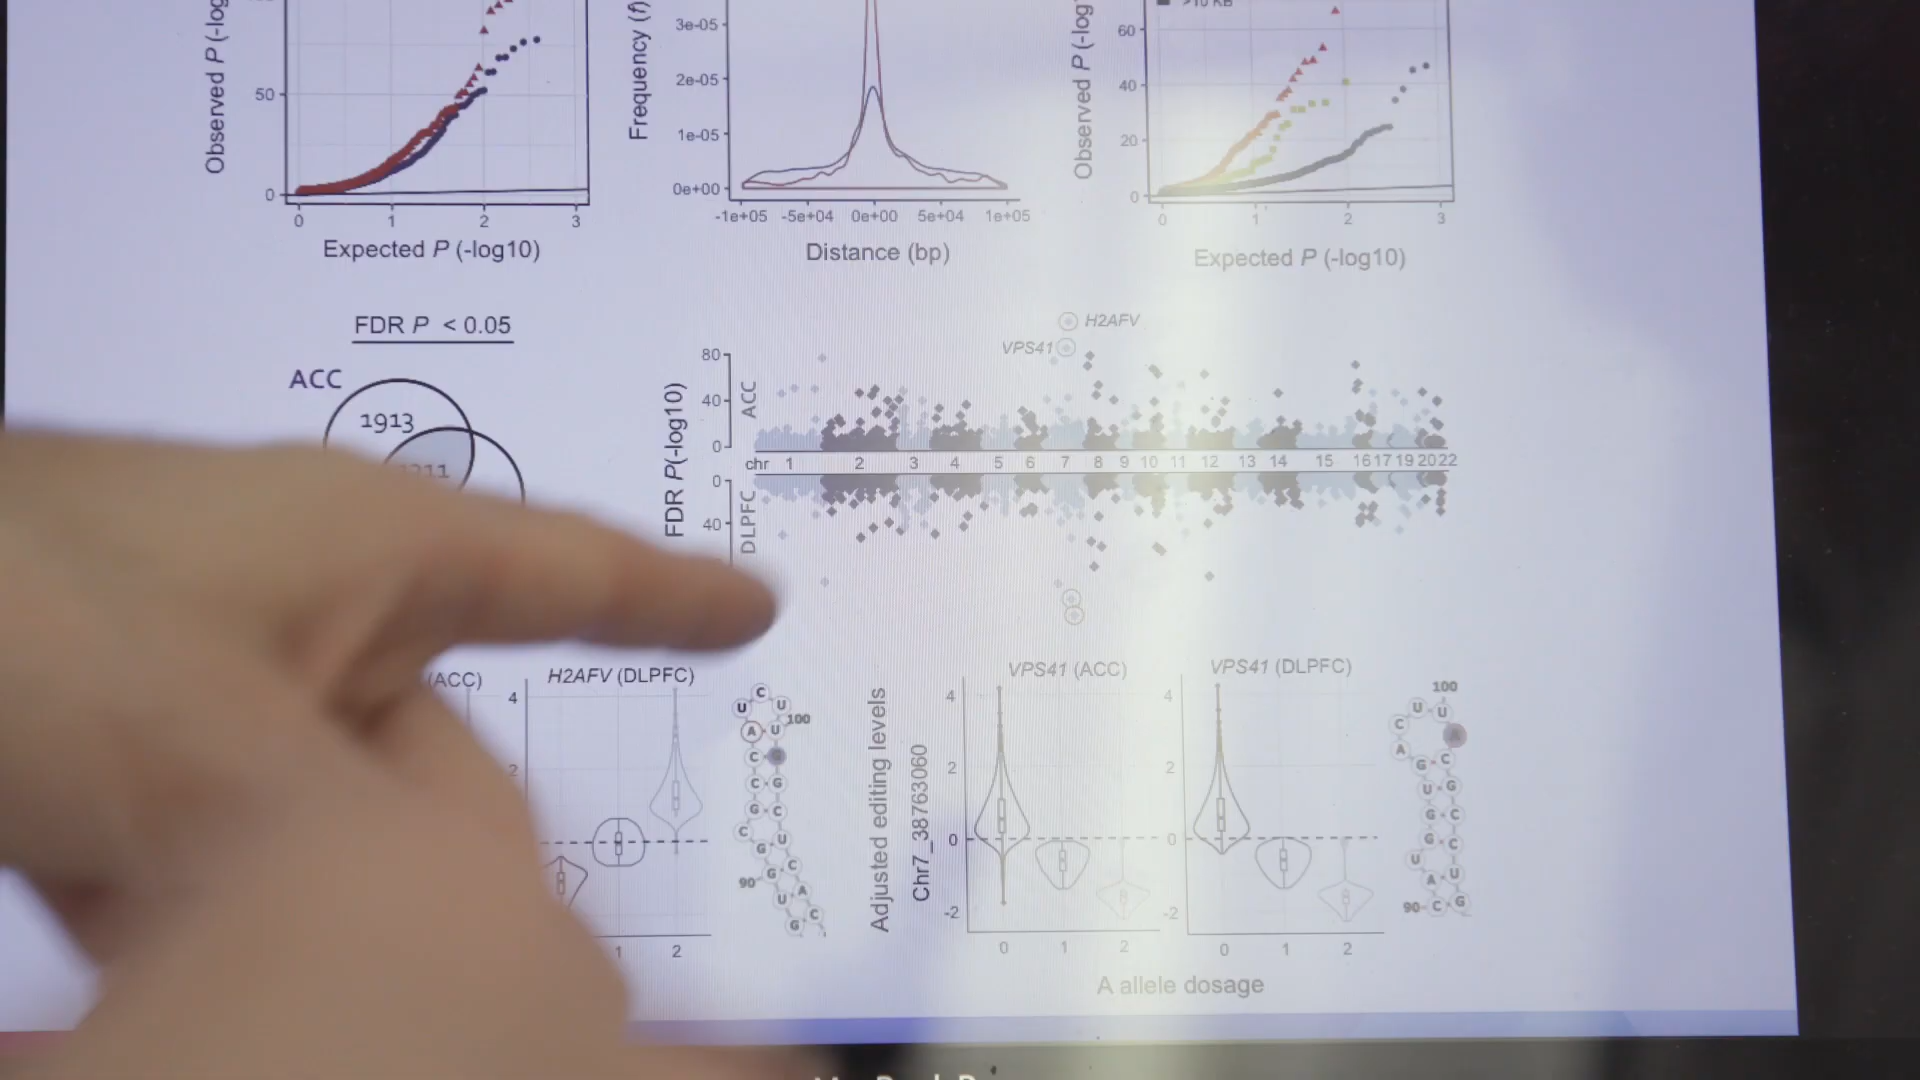 Observed P (-log
50
0
0 1 2 3
Expected P (-log10)
Frequency (f)
3e-05
2e-05
1e-05
0e+00
-1e+05 -5e+04 0e+00 5e+04 1e+05
Distance (bp)
>10 KB
Observed P (-log
60
40
20
0
0 1 2 3
Expected P (-log10)
FDR P < 0.05
ACC
1913
FDR P(-log10)
H2AFV
VPS41
80
40
0
ACC
chr 1 2 3 4 5 6 7 8 9 10 11 12 13 14 15 16 17 19 20 22
0
40
DLPFC
(ACC)
H2AFV (DLPFC)
4
2
1 2
C
U U
100
A U
C
C G
G C
C U
G C
90 G A
U C
G
Adjusted editing levels
Chr7_38763060
VPS41 (ACC)
4
2
0
-2
0 1 2
VPS41 (DLPFC)
4
2
0
-2
0 1 2
A allele dosage
100
U U
C A
A
G C
U G
G C
G C
U U
A G
90 C